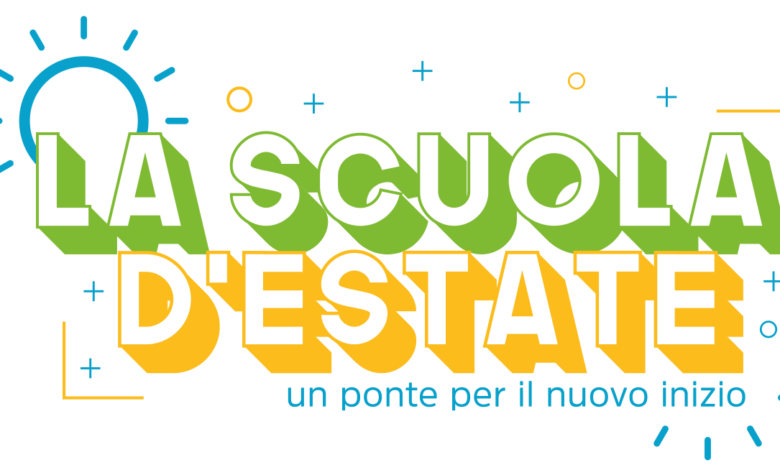 LA SCUOLA
D'ESTATE
un ponte per il nuovo inizio